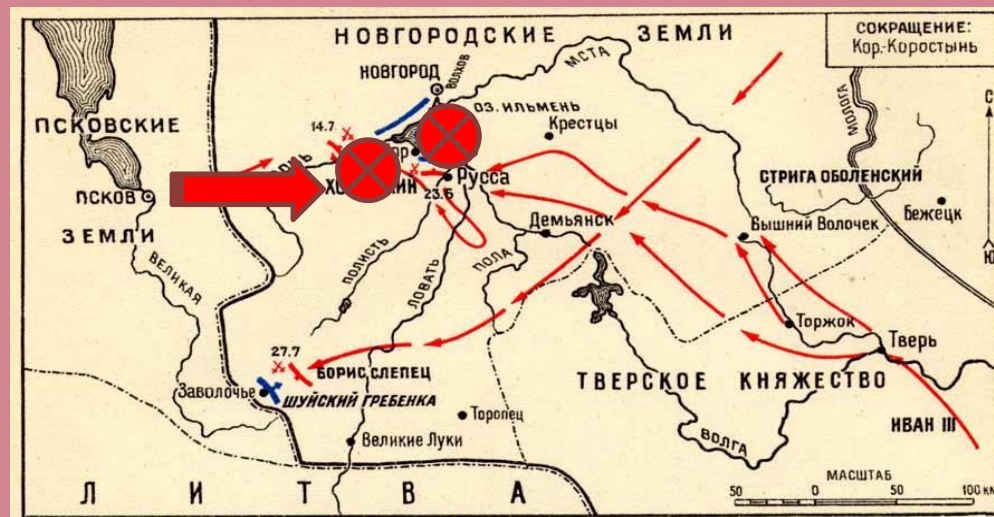 НОВГОРОДСКИЕ ЗЕМЛИ
СОКРАЩЕНИЕ:
Кор.-Коростынь
НОВГОРОД
ВОЛХОВ
МСТА
МОЛОГА
С
ОЗ. ИЛЬМЕНЬ
14.7
Крестцы
ПСКОВСКИЕ
СТРИГА ОБОЛЕНСКИЙ
Русса
23.6
ПСКОВ
Бежецк
Демьянск
Вышний Волочек
ЗЕМЛИ
ПОЛИСТЬ
ЛОВАТЬ
ПОЛА
Ю
ВЕЛИКАЯ
Торжок
Тверь
27.7
БОРИС СЛЕПЕЦ
ТВЕРСКОЕ КНЯЖЕСТВО
Заволочье
ШУЙСКИЙ ГРЕБЕНКА
Торопец
ИВАН III
Великие Луки
ВОЛГА
МАСШТАБ
ЛИТВА
50 0 50 100 км